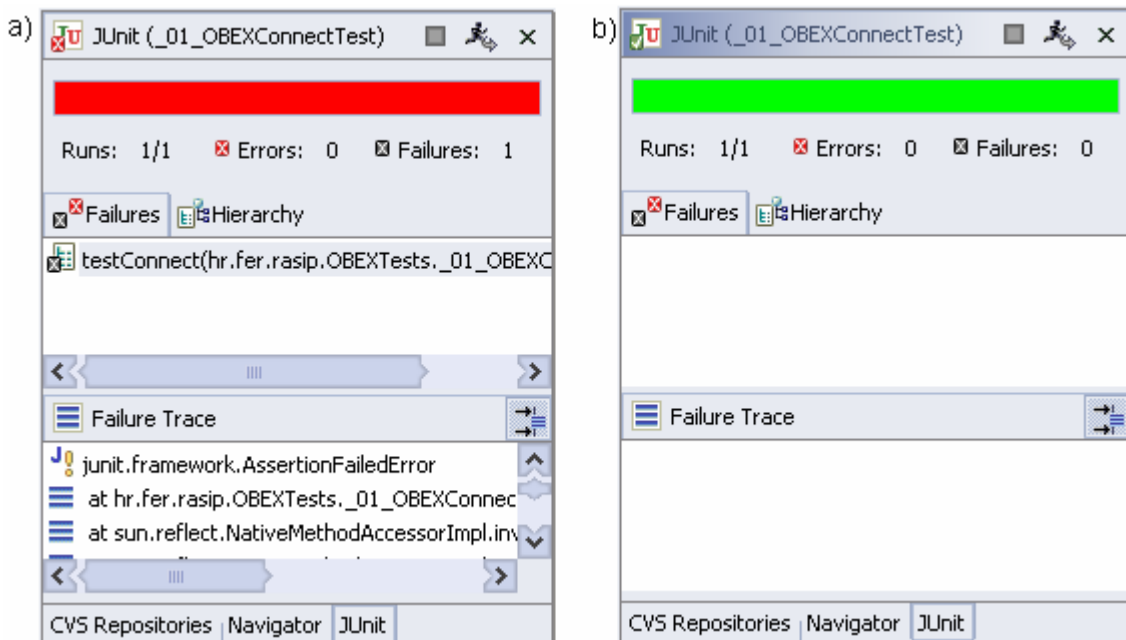 a)
JU JUnit (_01_OBEXConnectTest)
Runs: 1/1 Errors: 0 Failures: 1
Failures Hierarchy
testConnect(hr.fer.rasip.OBEXTests._01_OBEXC
Failure Trace
J! junit.framework.AssertionFailedError
at hr.fer.rasip.OBEXTests._01_OBEXConnec
at sun.reflect.NativeMethodAccessorImpl.inv
CVS Repositories Navigator JUnit
b)
JU JUnit (_01_OBEXConnectTest)
Runs: 1/1 Errors: 0 Failures: 0
Failures Hierarchy
Failure Trace
CVS Repositories Navigator JUnit